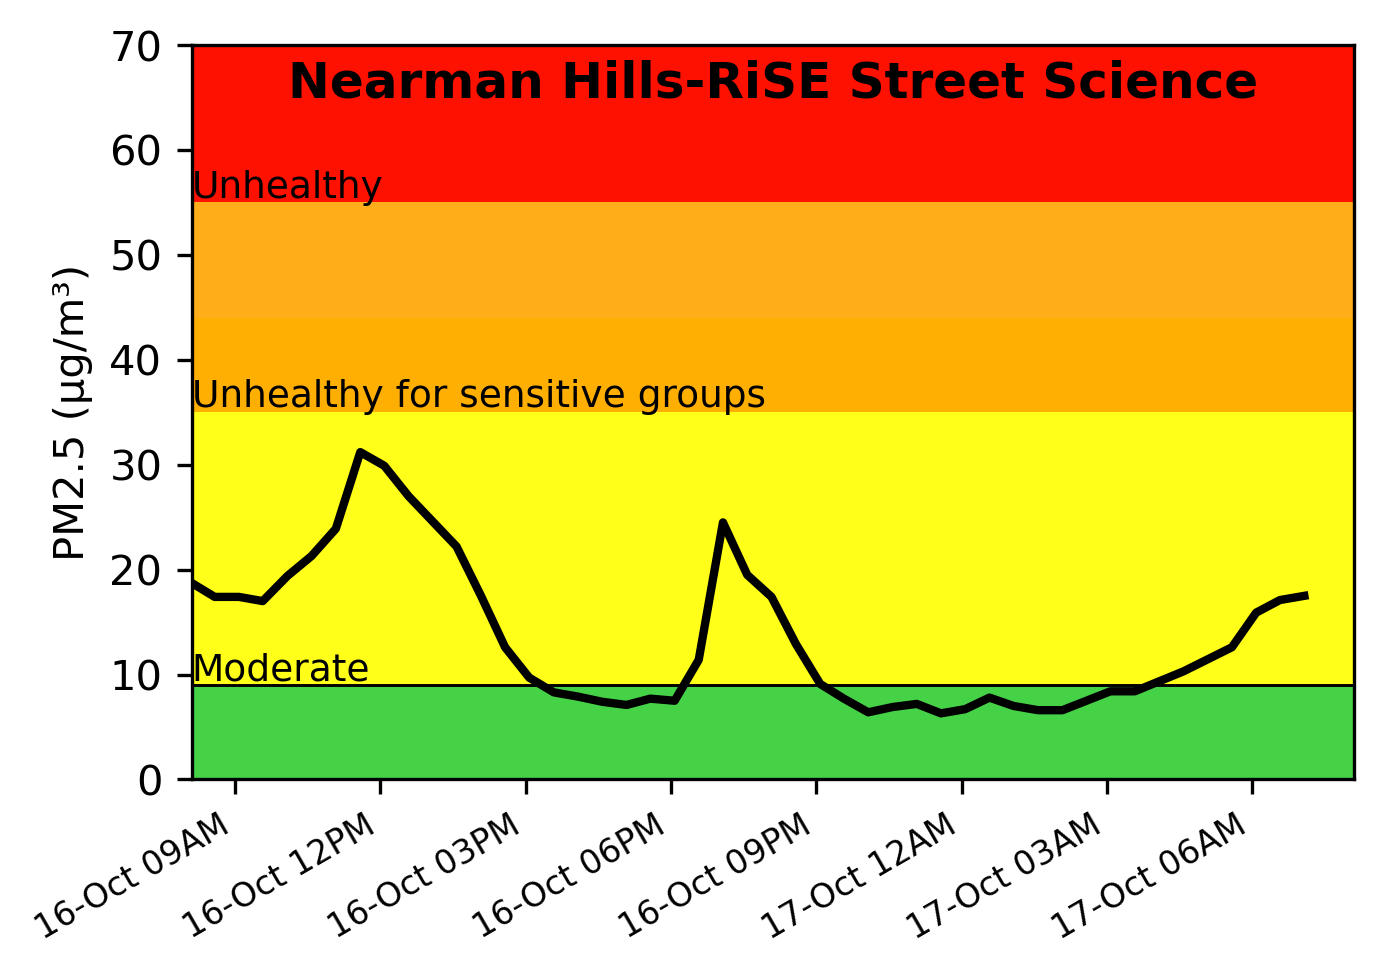 Nearman Hills-RiSE Street Science
70
60
50
40
30
20
10
0
PM2.5 (µg/m³)
Unhealthy
Unhealthy for sensitive groups
Moderate
16-Oct 09AM
16-Oct 12PM
16-Oct 03PM
16-Oct 06PM
16-Oct 09PM
17-Oct 12AM
17-Oct 03AM
17-Oct 06AM